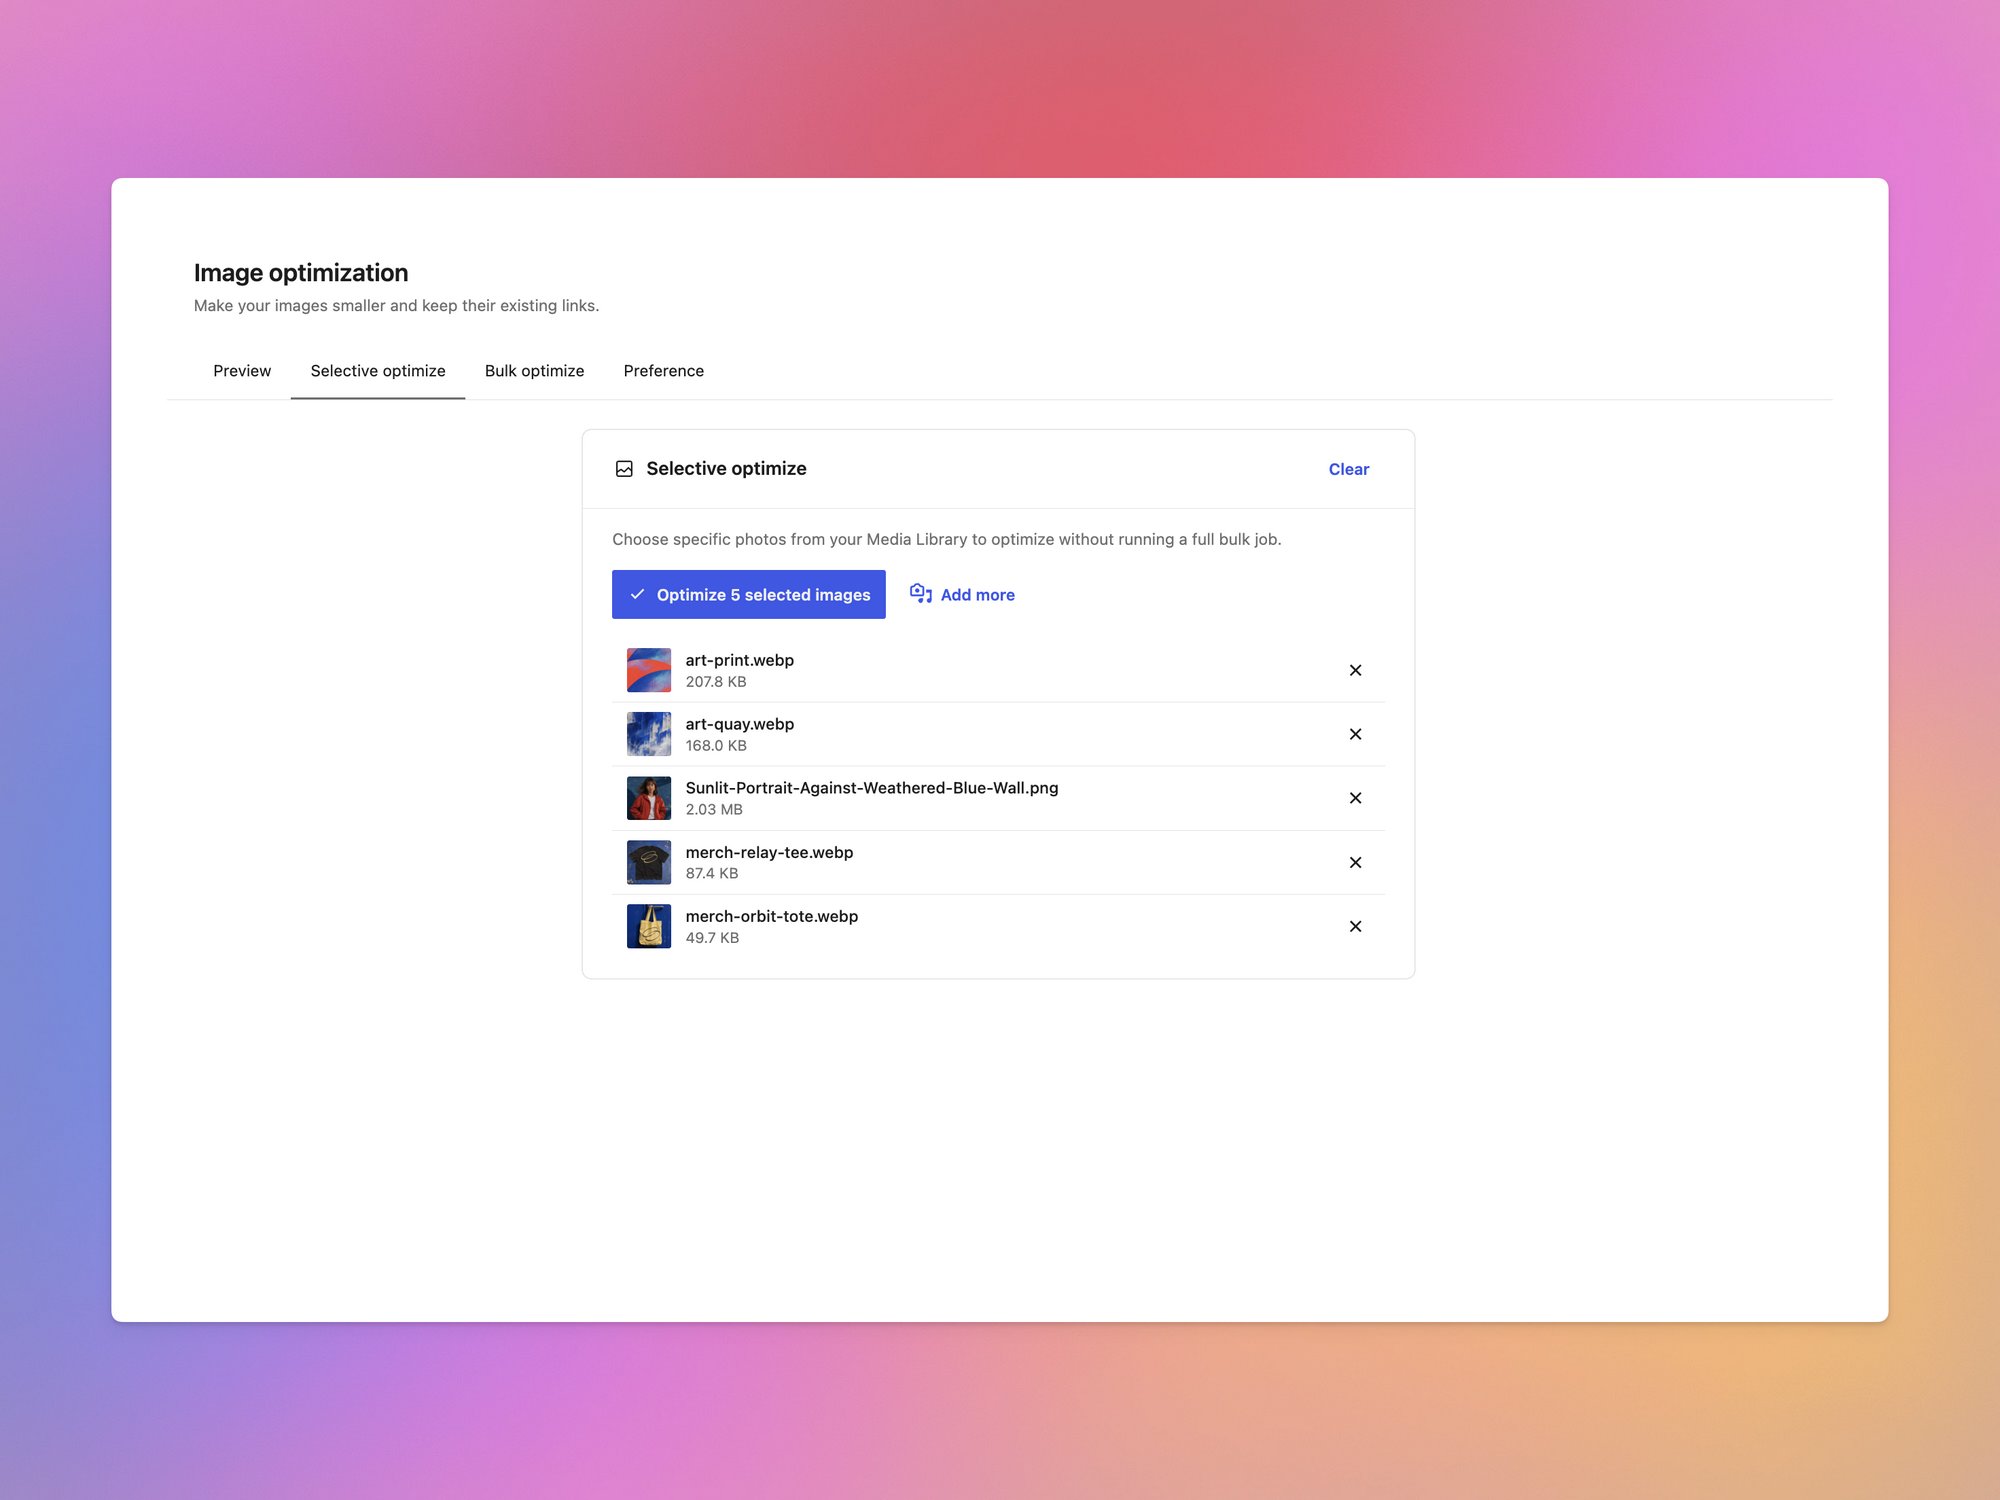 Image optimization
Make your images smaller and keep their existing links.
Preview
Selective optimize
Bulk optimize
Preference
Selective optimize
Clear
Choose specific photos from your Media Library to optimize without running a full bulk job.
Optimize 5 selected images
Add more
art-print.webp
207.8 KB
art-quay.webp
168.0 KB
Sunlit-Portrait-Against-Weathered-Blue-Wall.png
2.03 MB
merch-relay-tee.webp
87.4 KB
merch-orbit-tote.webp
49.7 KB